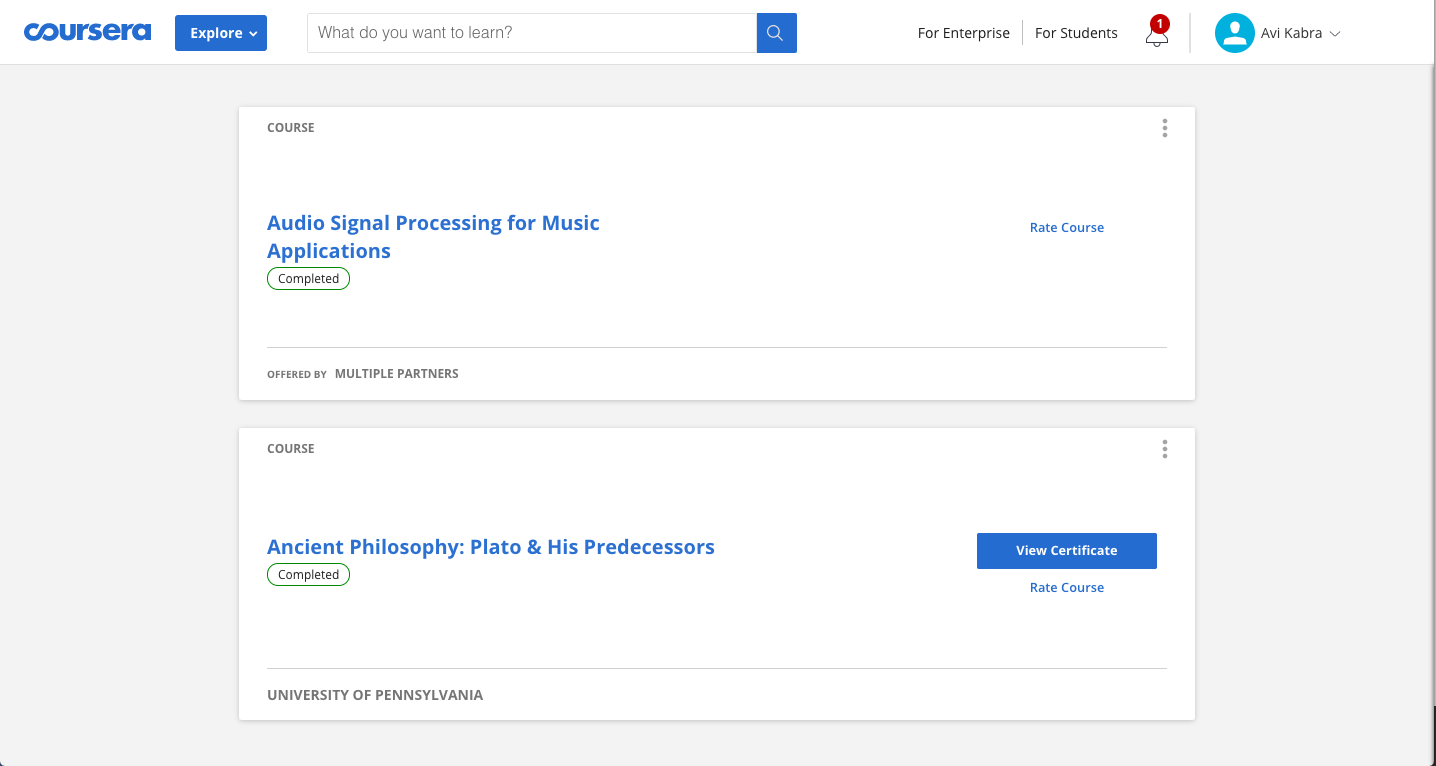 coursera Explore What do you want to learn? For Enterprise For Students 1 Avi Kabra
COURSE
Audio Signal Processing for Music
Applications
Rate Course
Completed
OFFERED BY MULTIPLE PARTNERS
COURSE
Ancient Philosophy: Plato & His Predecessors
View Certificate
Completed
Rate Course
UNIVERSITY OF PENNSYLVANIA